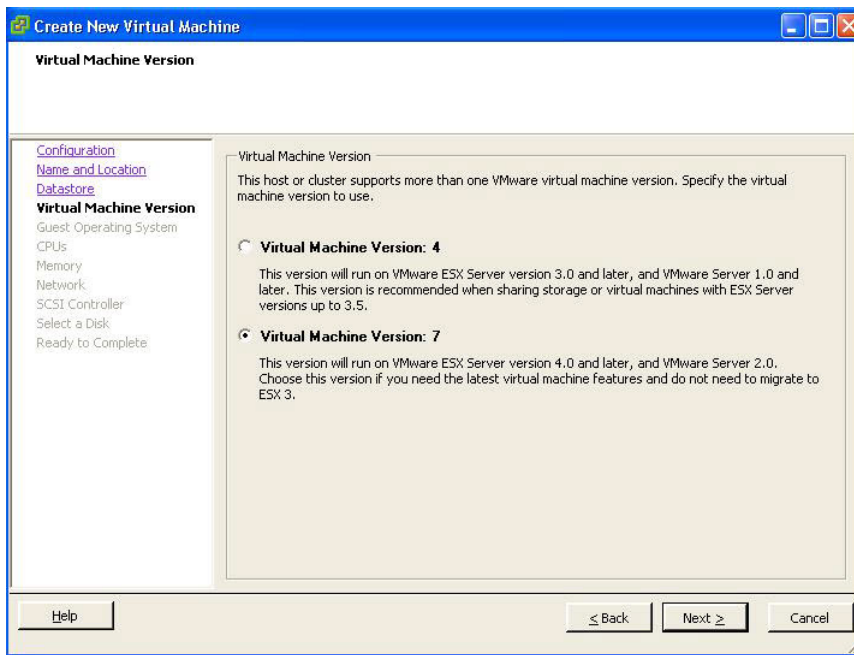 Create New Virtual Machine
Virtual Machine Version
Configuration
Name and Location
Datastore
Virtual Machine Version
Guest Operating System
CPUs
Memory
Network
SCSI Controller
Select a Disk
Ready to Complete
Virtual Machine Version
This host or cluster supports more than one VMware virtual machine version. Specify the virtual
machine version to use.
Virtual Machine Version: 4
This version will run on VMware ESX Server version 3.0 and later, and VMware Server 1.0 and
later. This version is recommended when sharing storage or virtual machines with ESX Server
versions up to 3.5.
Virtual Machine Version: 7
This version will run on VMware ESX Server version 4.0 and later, and VMware Server 2.0.
Choose this version if you need the latest virtual machine features and do not need to migrate to
ESX 3.
Help
≤ Back
Next ≥
Cancel